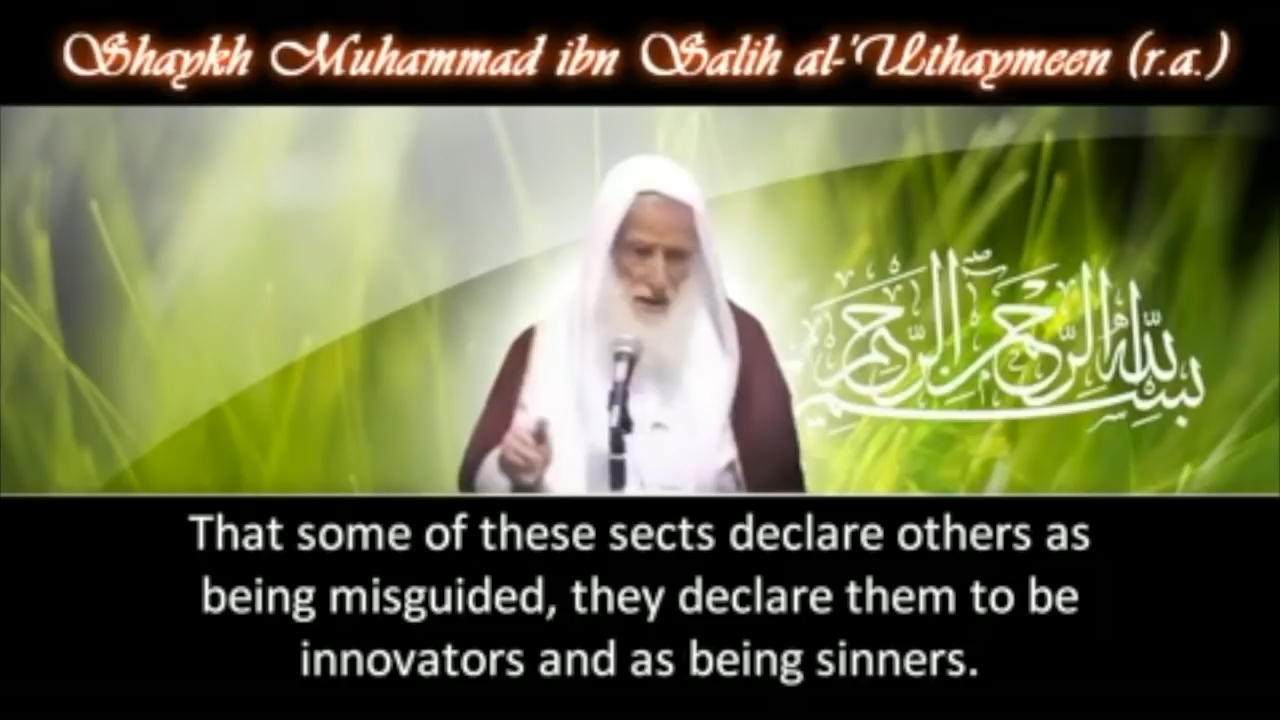 Shaykh Muhammad ibn Salih al-'Uthaymeen (r.a.)
بسم الله الرحمن الرحيم
That some of these sects declare others as
being misguided, they declare them to be
innovators and as being sinners.